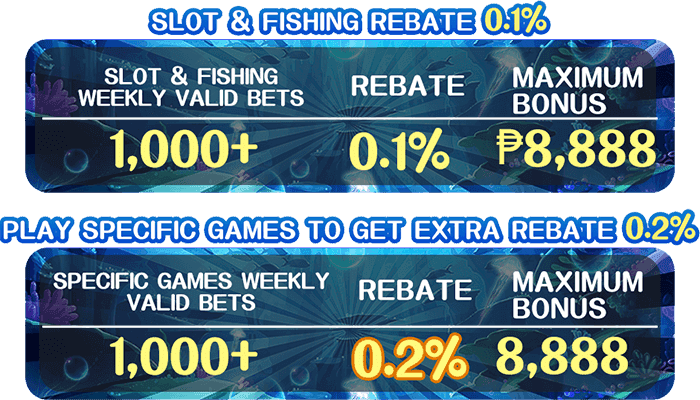 SLOT & FISHING REBATE 0.1%
SLOT & FISHING
WEEKLY VALID BETS
REBATE
MAXIMUM
BONUS
1,000+
0.1%
₱8,888
PLAY SPECIFIC GAMES TO GET EXTRA REBATE 0.2%
SPECIFIC GAMES WEEKLY
VALID BETS
REBATE
MAXIMUM
BONUS
1,000+
0.2%
8,888